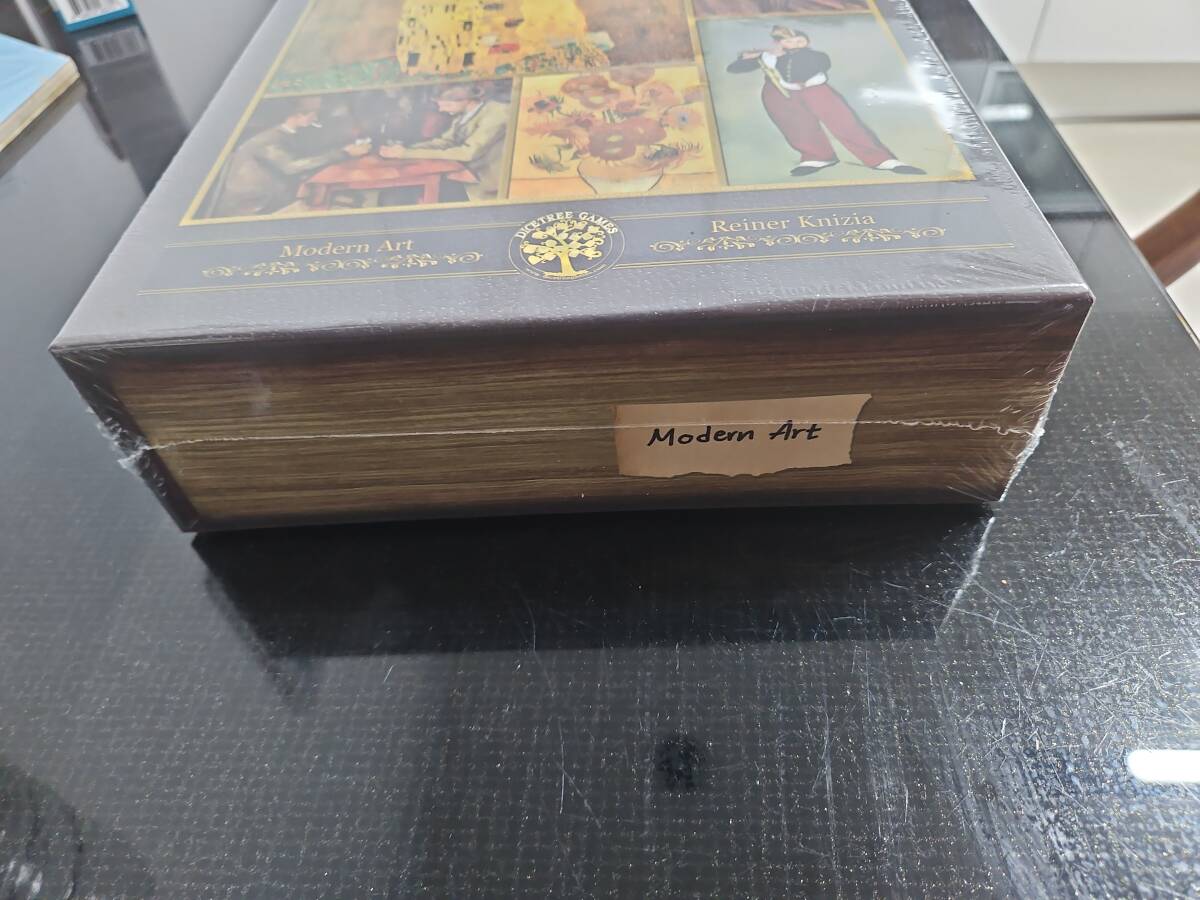 Modern Art
DICETREE GAMES
Reiner Knizia
Modern Art